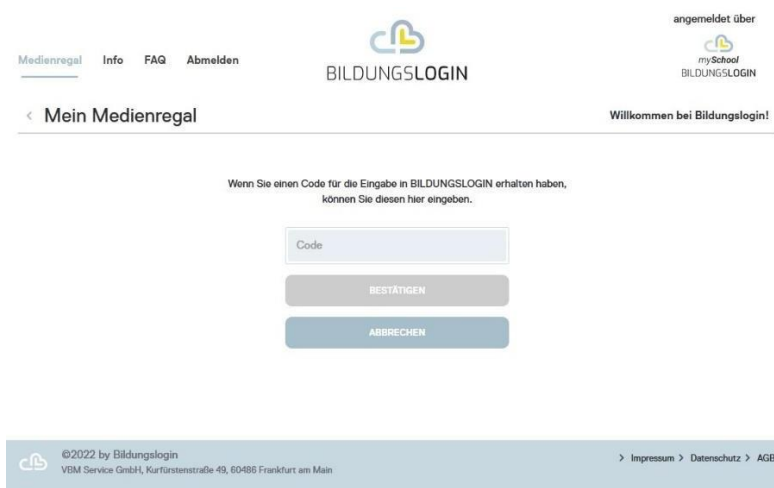 angemeldet über
mySchool
BILDUNGSLOGIN
Medienregal Info FAQ Abmelden
BILDUNGSLOGIN
< Mein Medienregal
Willkommen bei Bildungslogin!
Wenn Sie einen Code für die Eingabe in BILDUNGSLOGIN erhalten haben,
können Sie diesen hier eingeben.
Code
BESTÄTIGEN
ABBRECHEN
©2022 by Bildungslogin
VBM Service GmbH, Kurfürstenstraße 49, 60486 Frankfurt am Main
> Impressum > Datenschutz > AGB